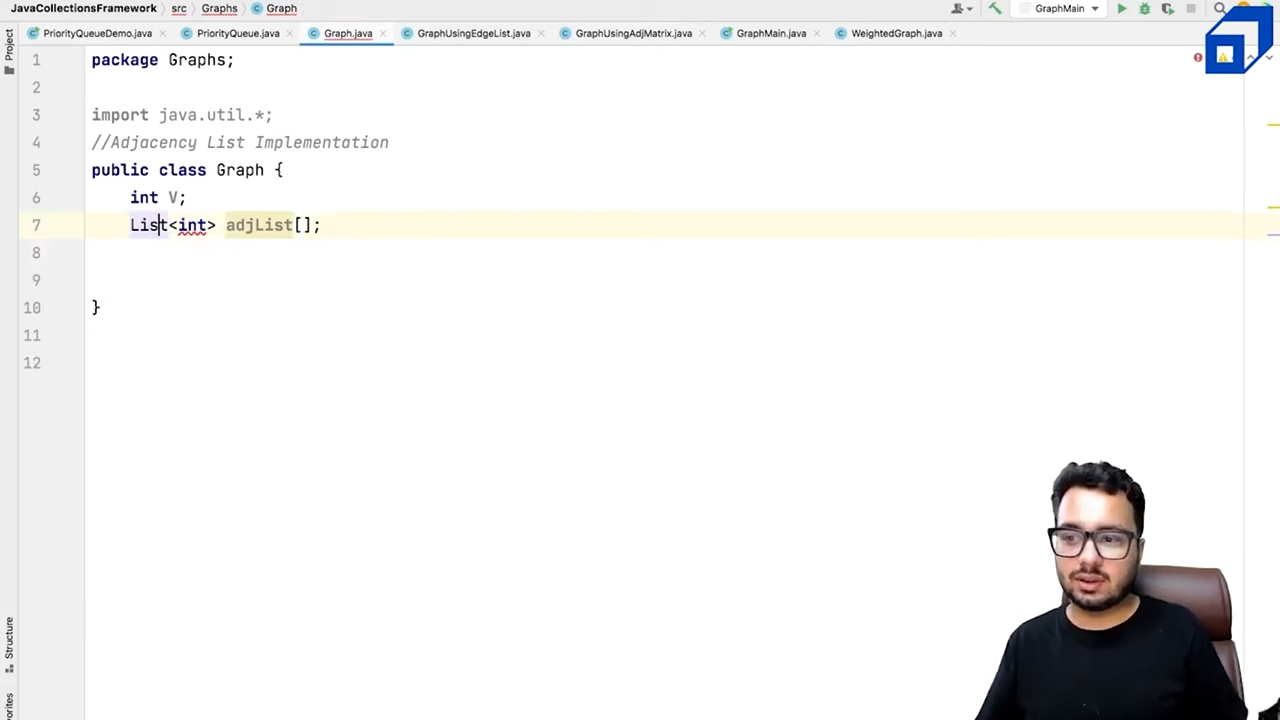 JavaCollectionsFramework src Graphs Graph
GraphMain
PriorityQueueDemo.java PriorityQueue.java Graph.java GraphUsingEdgeList.java GraphUsingAdjMatrix.java GraphMain.java WeightedGraph.java
Project
1 package Graphs;
2
3 import java.util.*;
4 //Adjacency List Implementation
5 public class Graph {
6 int V;
7 List<int> adjList[];
8
9
10 }
11
12
Structure